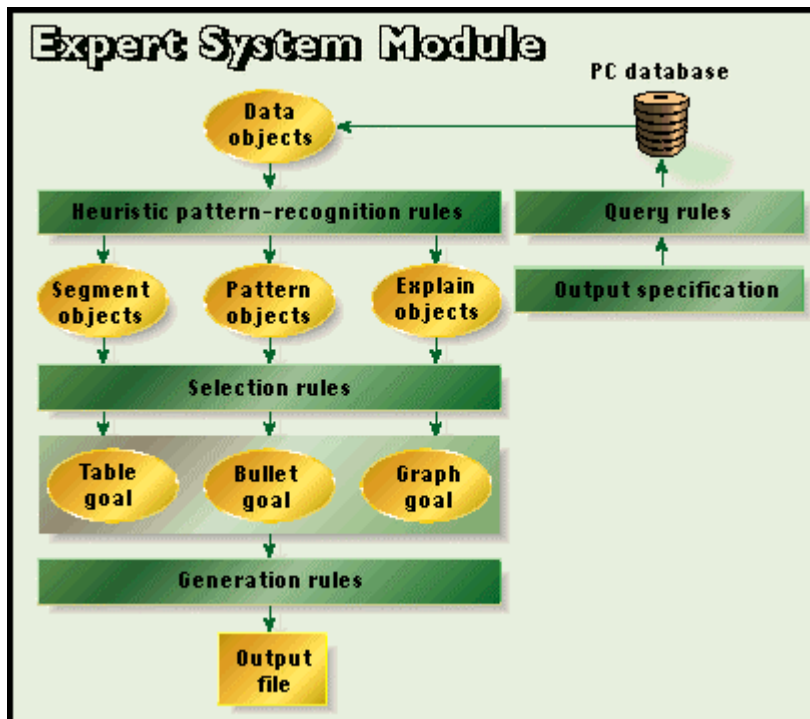 Expert System Module
PC database
Data
objects
Heuristic pattern-recognition rules
Query rules
Output specification
Segment
objects
Pattern
objects
Explain
objects
Selection rules
Table
goal
Bullet
goal
Graph
goal
Generation rules
Output
file